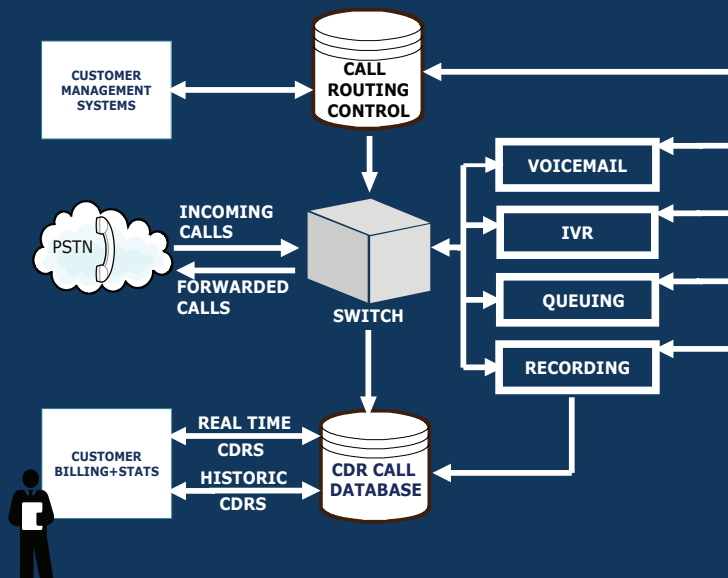 CALL
ROUTING
CONTROL
CUSTOMER
MANAGEMENT
SYSTEMS
VOICEMAIL
INCOMING
CALLS
PSTN
IVR
FORWARDED
CALLS
QUEUING
SWITCH
RECORDING
REAL TIME
CDRS
CUSTOMER
BILLING+STATS
HISTORIC
CDRS
CDR CALL
DATABASE